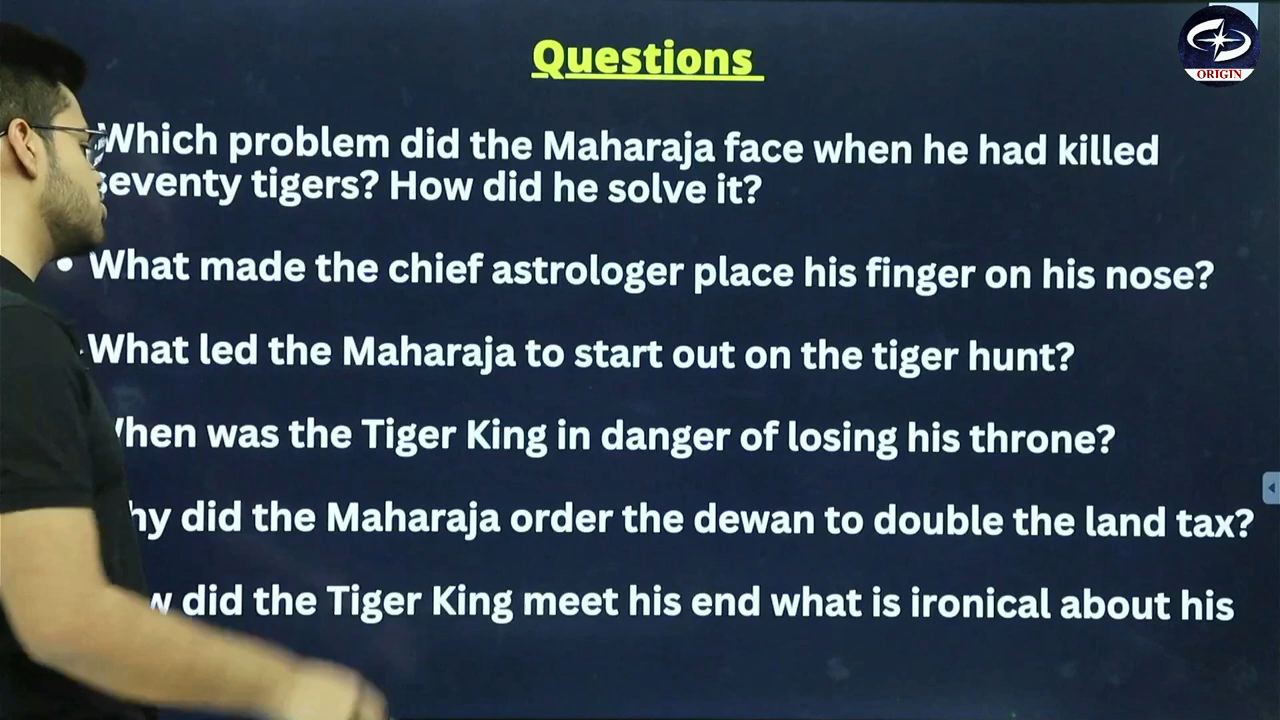 Questions
Which problem did the Maharaja face when he had killed
seventy tigers? How did he solve it?
• What made the chief astrologer place his finger on his nose?
What led the Maharaja to start out on the tiger hunt?
When was the Tiger King in danger of losing his throne?
hy did the Maharaja order the dewan to double the land tax?
w did the Tiger King meet his end what is ironical about his
ORIGIN